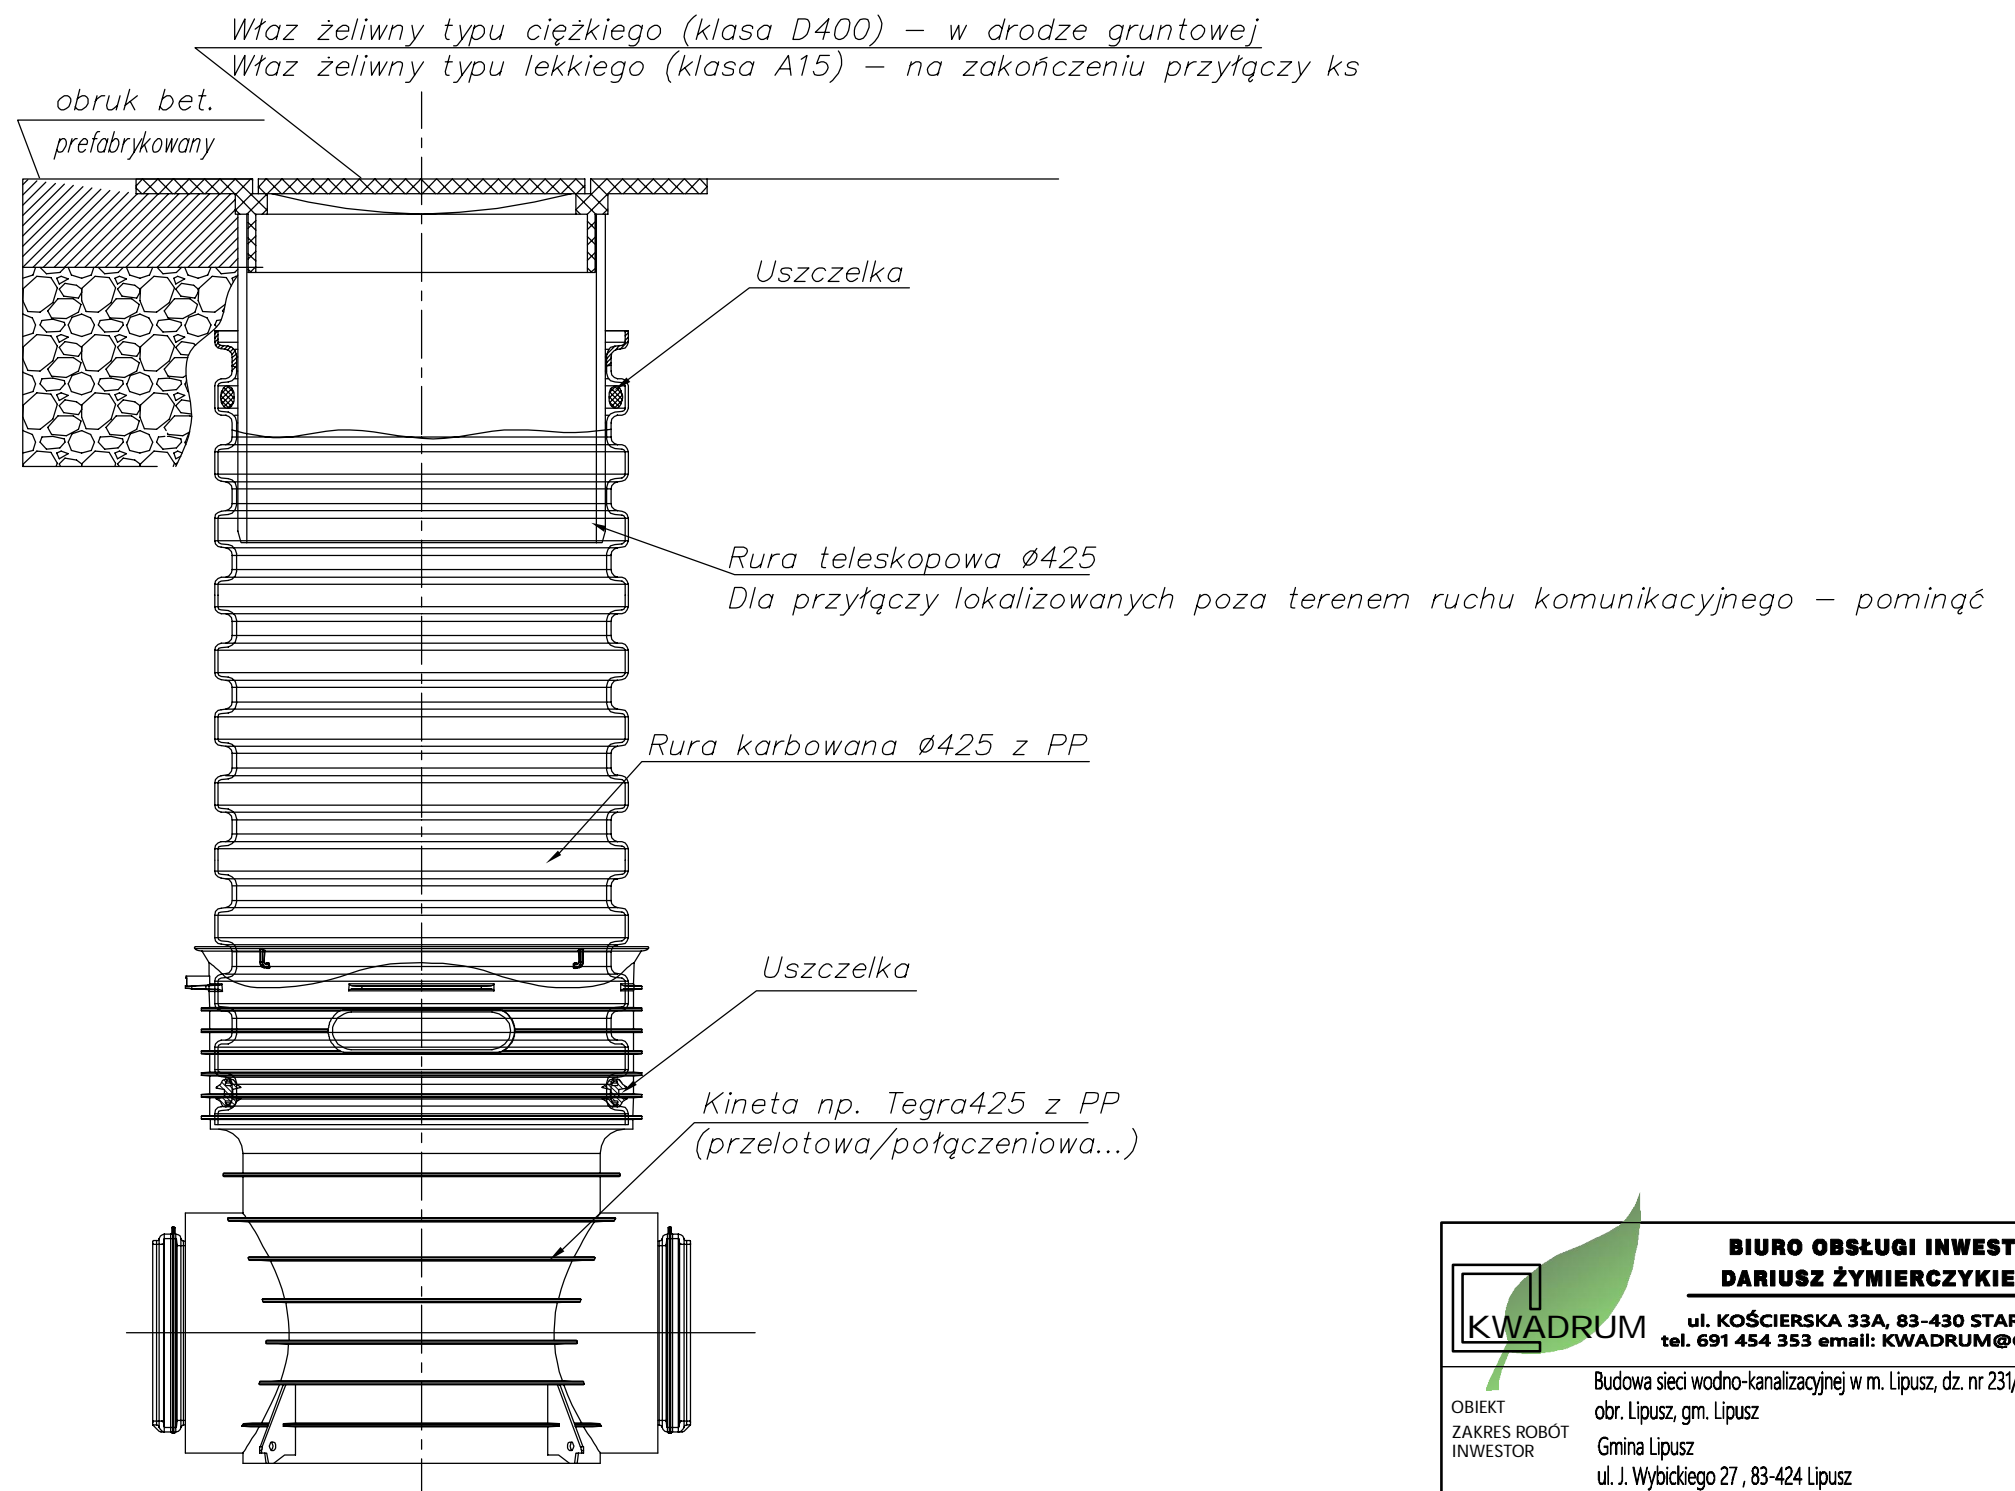 Właz żeliwny typu ciężkiego (klasa D400) – w drodze gruntowej
Właz żeliwny typu lekkiego (klasa A15) – na zakończeniu przyłączy ks
obruk bet.
prefabrykowany
Uszczelka
Rura teleskopowa ø425
Dla przyłączy lokalizowanych poza terenem ruchu komunikacyjnego – pominąć
Rura karbowana ø425 z PP
Uszczelka
Kineta np. Tegra425 z PP
(przelotowa/połączeniowa...)
KWADRUM
BIURO OBSŁUGI INWEST
DARIUSZ ŻYMIERCZYKIE
ul. KOŚCIERSKA 33A, 83-430 STAR
tel. 691 454 353 email: KWADRUM@
OBIEKT
Budowa sieci wodno-kanalizacyjnej w m. Lipusz, dz. nr 231/
obr. Lipusz, gm. Lipusz
ZAKRES ROBÓT
INWESTOR
Gmina Lipusz
ul. J. Wybickiego 27 , 83-424 Lipusz